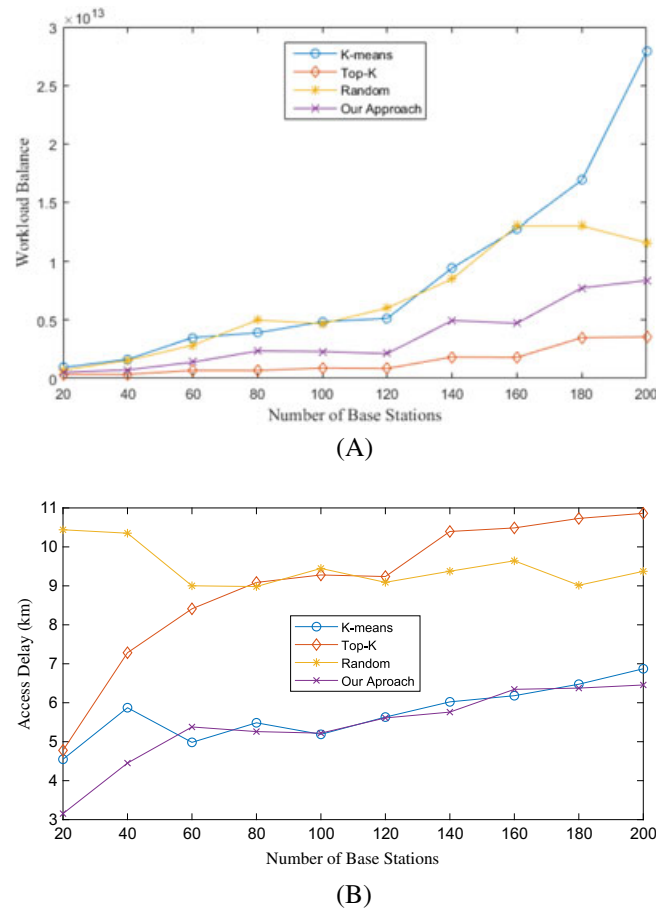 ×10^13
3
2.5
2
1.5
1
0.5
0
Workload Balance
K-means
Top-K
Random
Our Approach
20 40 60 80 100 120 140 160 180 200
Number of Base Stations
(A)
11
10
9
8
7
6
5
4
3
Access Delay (km)
K-means
Top-K
Random
Our Aproach
20 40 60 80 100 120 140 160 180 200
Number of Base Stations
(B)